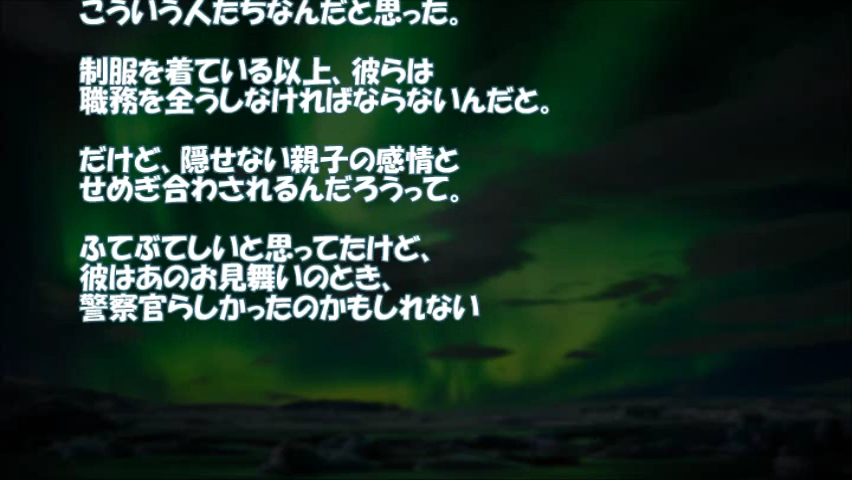 こういう人たちなんだと思った。
制服を着ている以上、彼らは
職務を全うしなければならないんだと。
だけど、隠せない親子の感情と
せめぎ合わされるんだろうって。
ふてぶてしいと思ってたけど、
彼はあのお見舞いのとき、
警察官らしかったのかもしれない